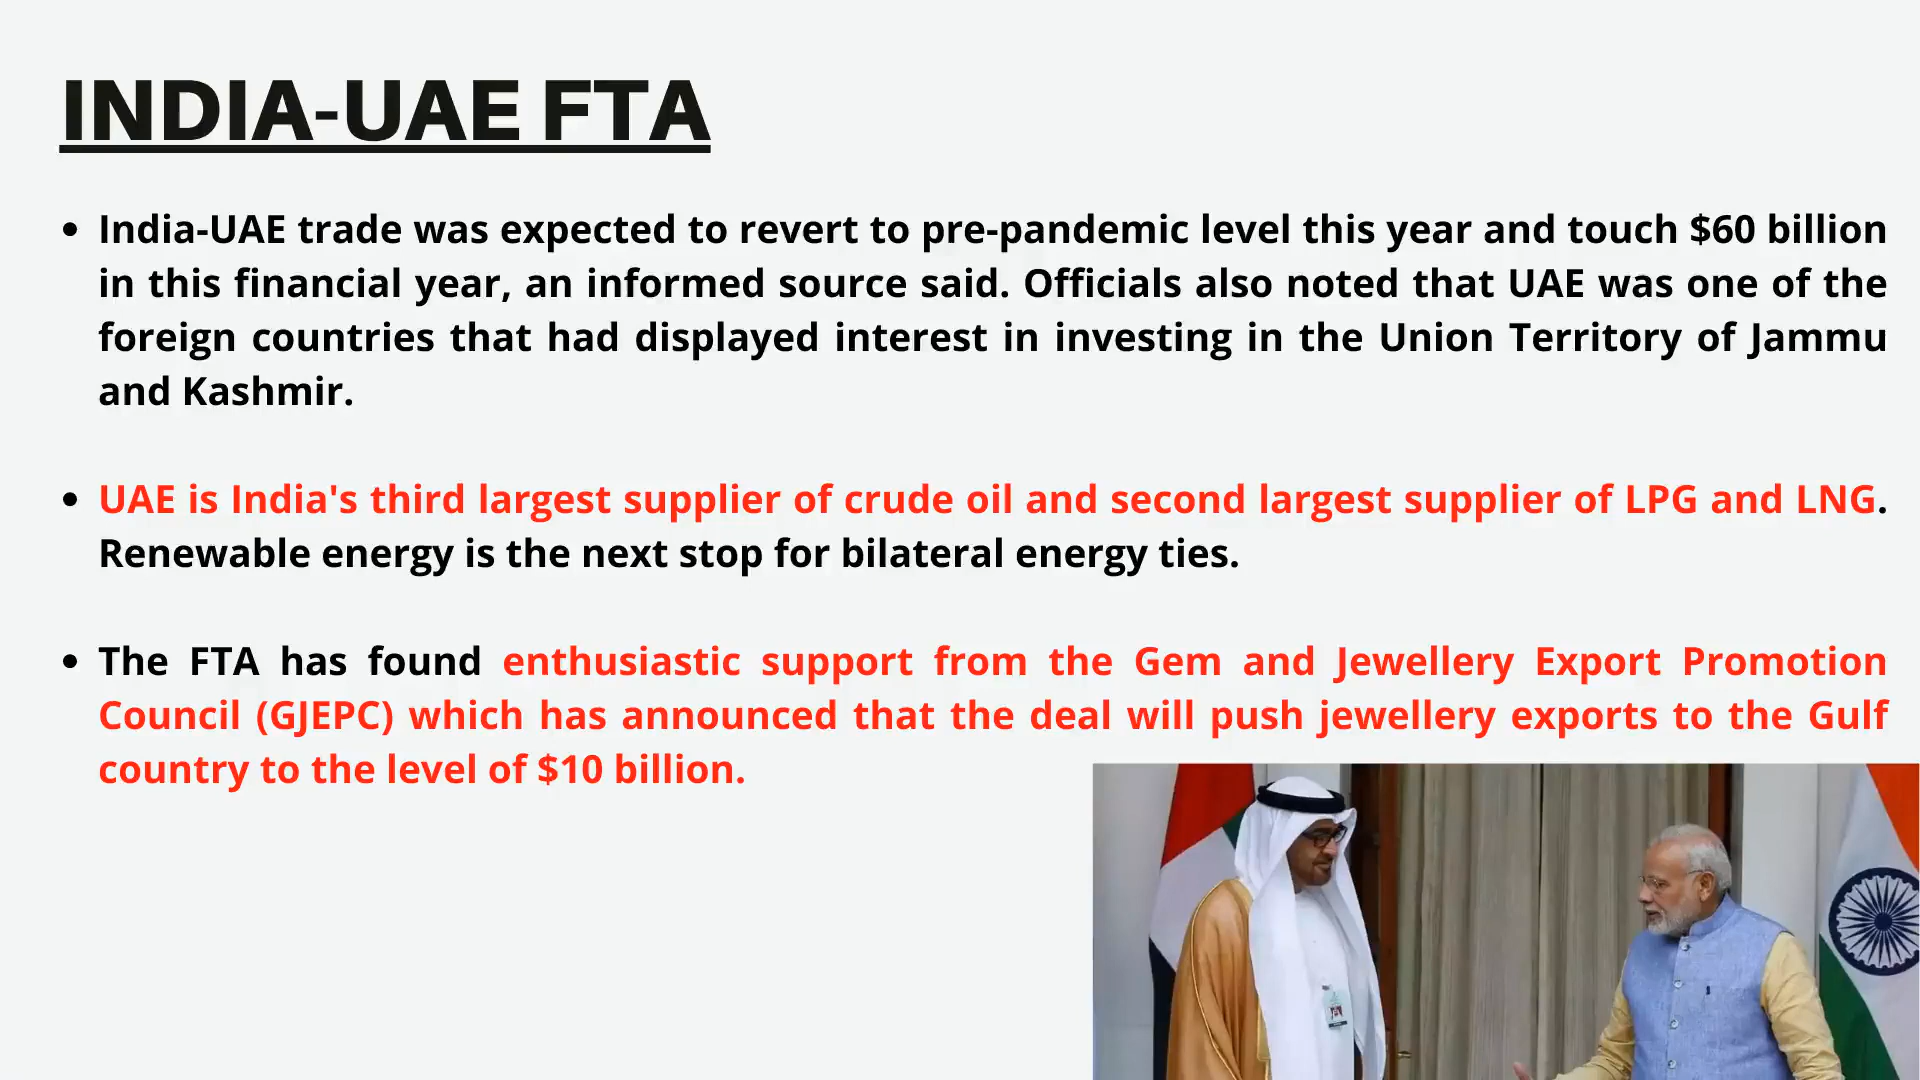 INDIA-UAE FTA
• India-UAE trade was expected to revert to pre-pandemic level this year and touch $60 billion
in this financial year, an informed source said. Officials also noted that UAE was one of the
foreign countries that had displayed interest in investing in the Union Territory of Jammu
and Kashmir.
• UAE is India's third largest supplier of crude oil and second largest supplier of LPG and LNG.
Renewable energy is the next stop for bilateral energy ties.
• The FTA has found enthusiastic support from the Gem and Jewellery Export Promotion
Council (GJEPC) which has announced that the deal will push jewellery exports to the Gulf
country to the level of $10 billion.